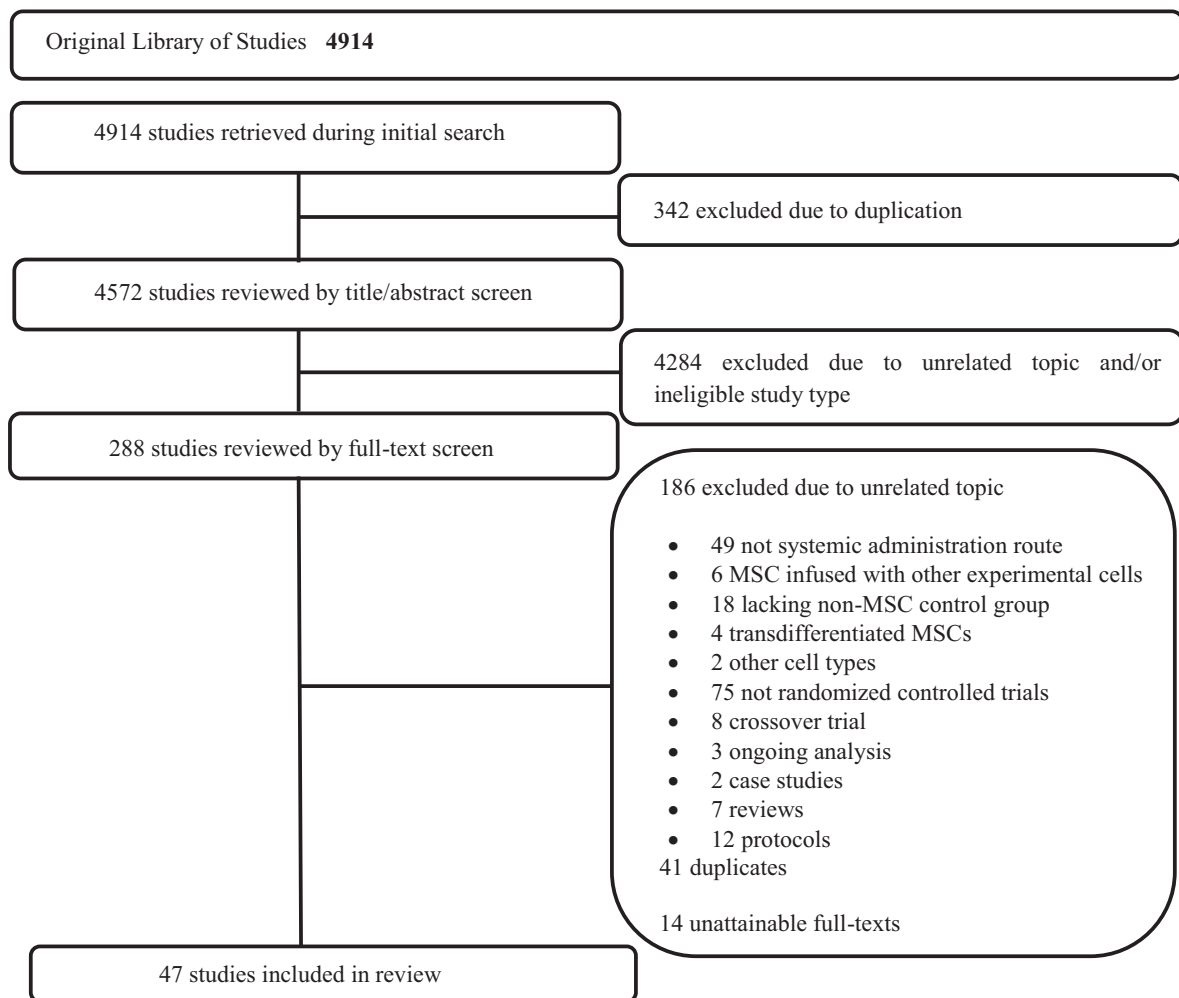 Original Library of Studies 4914
4914 studies retrieved during initial search
342 excluded due to duplication
4572 studies reviewed by title/abstract screen
4284 excluded due to unrelated topic and/or
ineligible study type
288 studies reviewed by full-text screen
186 excluded due to unrelated topic
• 49 not systemic administration route
• 6 MSC infused with other experimental cells
• 18 lacking non-MSC control group
• 4 transdifferentiated MSCs
• 2 other cell types
• 75 not randomized controlled trials
• 8 crossover trial
• 3 ongoing analysis
• 2 case studies
• 7 reviews
• 12 protocols
41 duplicates
14 unattainable full-texts
47 studies included in review